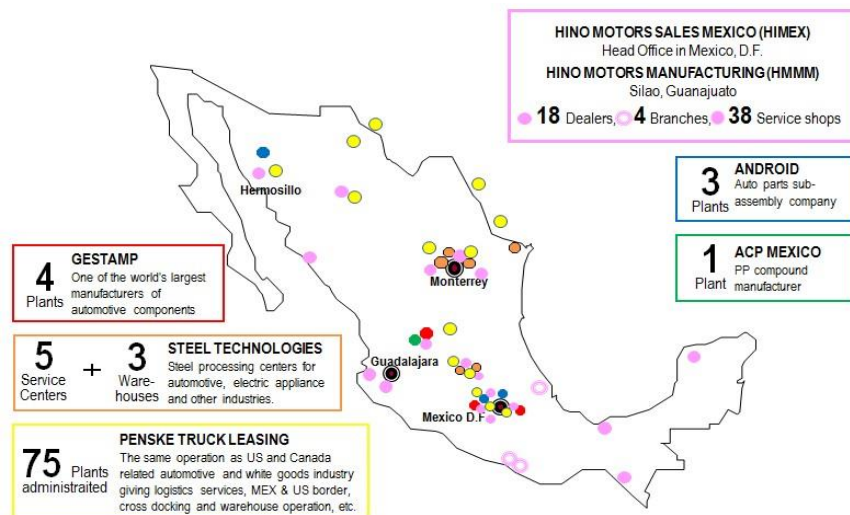 HINO MOTORS SALES MEXICO (HIMEX)
Head Office in Mexico, D.F.
HINO MOTORS MANUFACTURING (HMMM)
Silao, Guanajuato
18 Dealers, 4 Branches, 38 Service shops
3
Plants
ANDROID
Auto parts sub-
assembly company
1
Plant
ACP MEXICO
PP compound
manufacturer
Hermosillo
Monterrey
Guadalajara
Mexico D.F
4
Plants
GESTAMP
One of the world's largest
manufacturers of
automotive components
5
Service
Centers
+
3
Ware-
houses
STEEL TECHNOLOGIES
Steel processing centers for
automotive, electric appliance
and other industries.
75 Plants
administraited
PENSKE TRUCK LEASING
The same operation as US and Canada
related automotive and white goods industry
giving logistics services, MEX & US border,
cross docking and warehouse operation, etc.